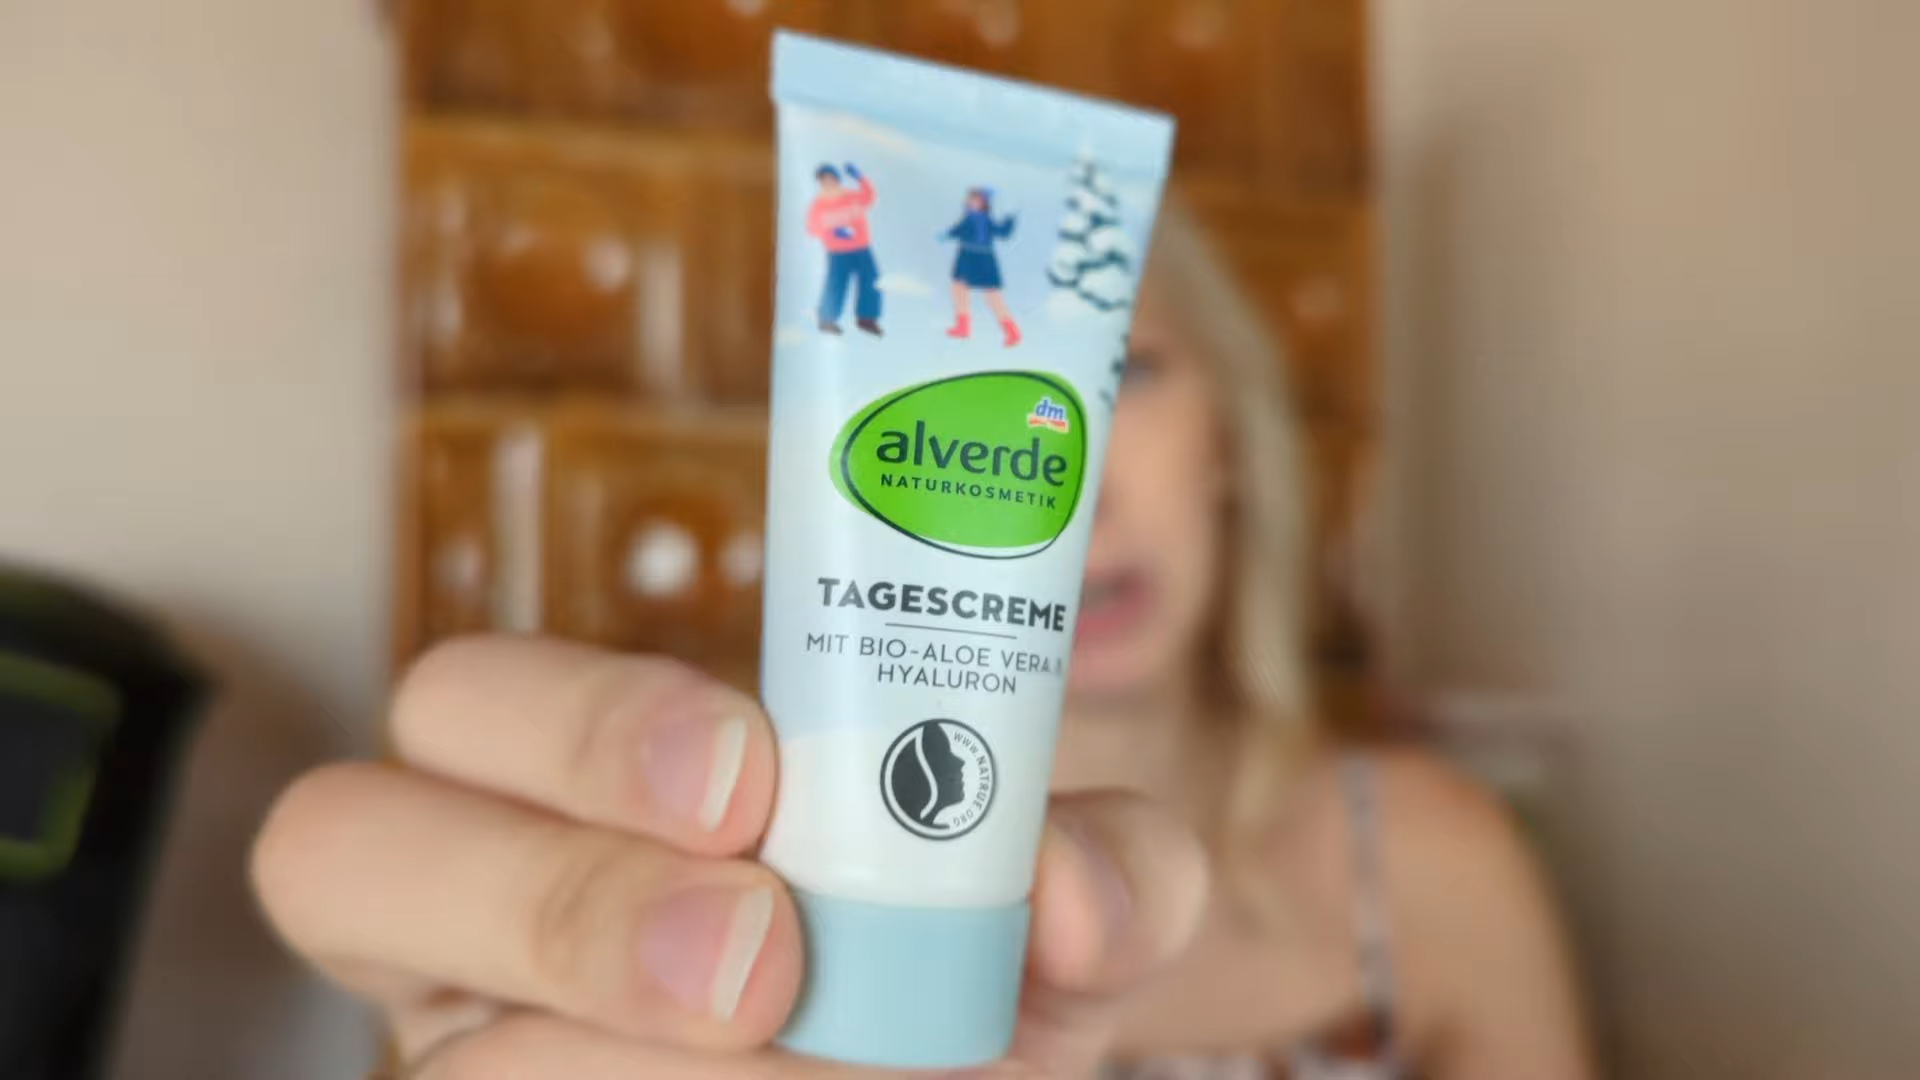 dm
alverde
NATURKOSMETIK
TAGESCREME
MIT BIO-ALOE VERA &
HYALURON
WWW.NATRUE.ORG